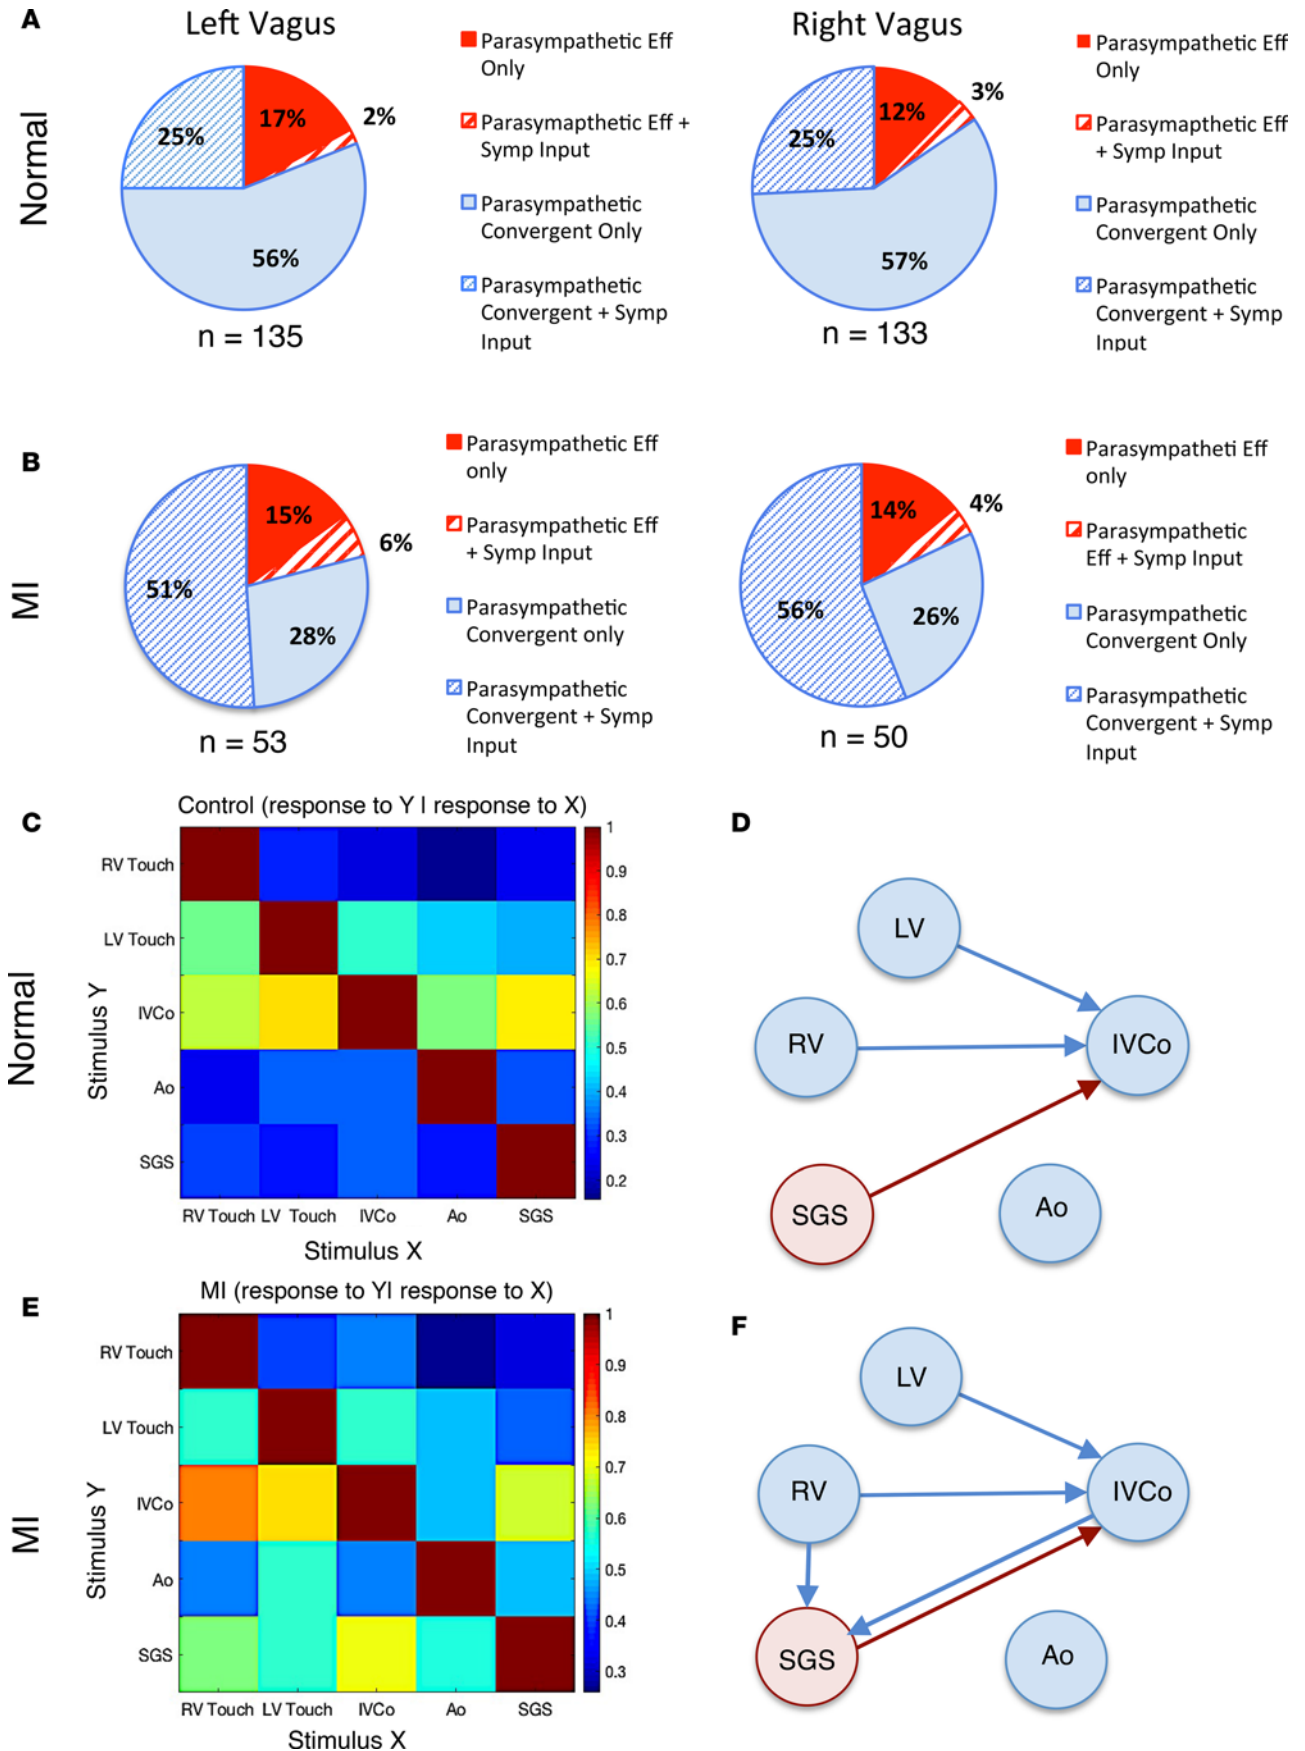 A
Left Vagus
Right Vagus
Normal
17%
2%
25%
56%
n = 135
Parasympathetic Eff
Only
Parasymapthetic Eff +
Symp Input
Parasympathetic
Convergent Only
Parasympathetic
Convergent + Symp
Input
12%
3%
25%
57%
n = 133
Parasympathetic Eff
Only
Parasymapthetic Eff
+ Symp Input
Parasympathetic
Convergent Only
Parasympathetic
Convergent + Symp
Input
B
MI
15%
6%
51%
28%
n = 53
Parasympathetic Eff
only
Parasympathetic Eff
+ Symp Input
Parasympathetic
Convergent only
Parasympathetic
Convergent + Symp
Input
14%
4%
56%
26%
n = 50
Parasympatheti Eff
only
Parasympathetic
Eff + Symp Input
Parasympathetic
Convergent Only
Parasympathetic
Convergent + Symp
Input
C
Control (response to Y I response to X)
Normal
Stimulus Y
RV Touch
LV Touch
IVCo
Ao
SGS
RV Touch LV Touch IVCo Ao SGS
Stimulus X
1
0.9
0.8
0.7
0.6
0.5
0.4
0.3
0.2
D
LV
RV
IVCo
SGS
Ao
E
MI (response to YI response to X)
MI
Stimulus Y
RV Touch
LV Touch
IVCo
Ao
SGS
RV Touch LV Touch IVCo Ao SGS
Stimulus X
1
0.9
0.8
0.7
0.6
0.5
0.4
0.3
F
LV
RV
IVCo
SGS
Ao